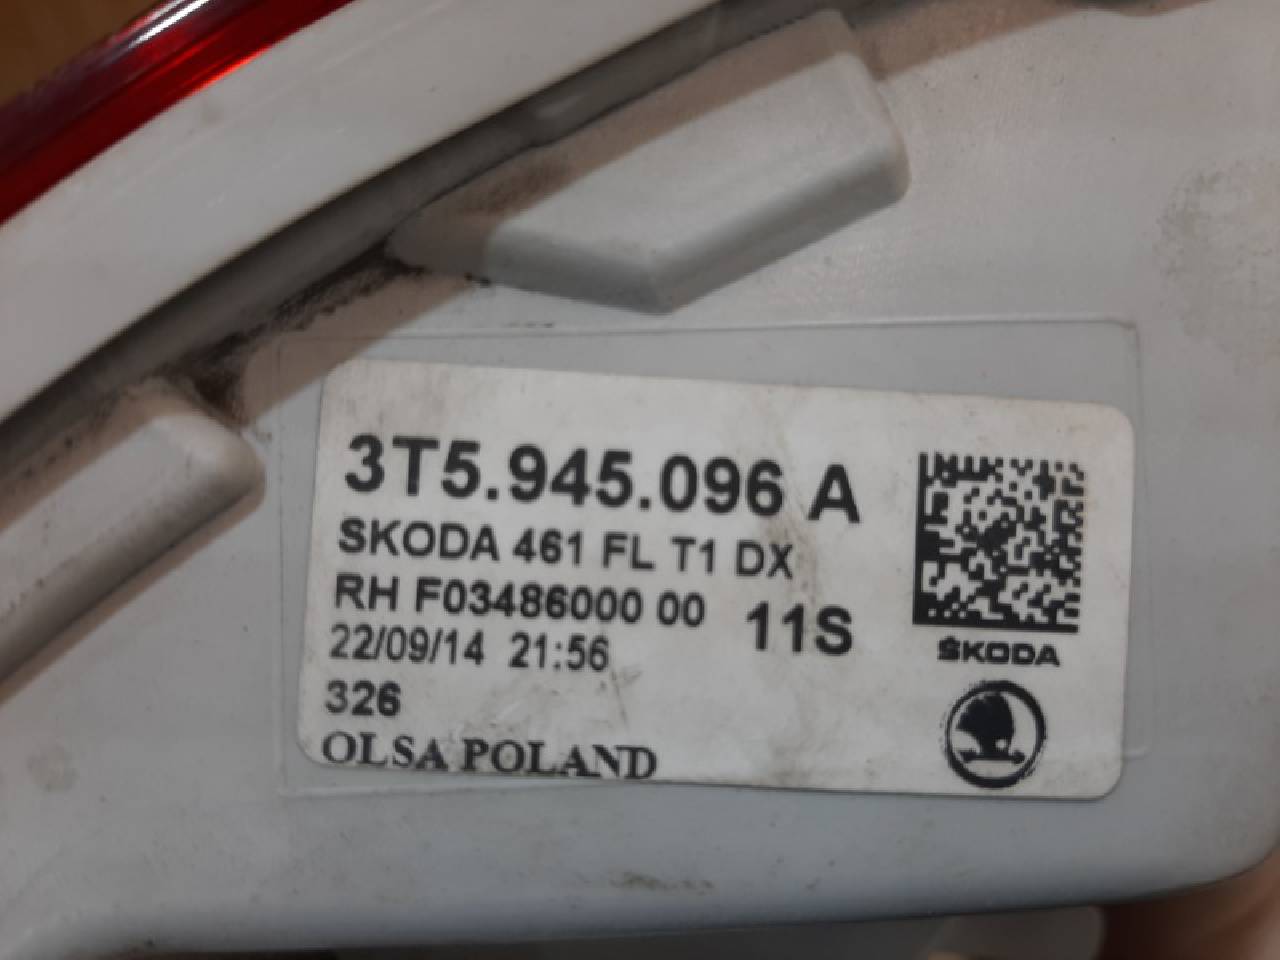 3T5.945.096 A
SKODA 461 FL T1 DX
RH F03486000 00 11S
22/09/14 21:56
326
OLSA POLAND
ŠKODA